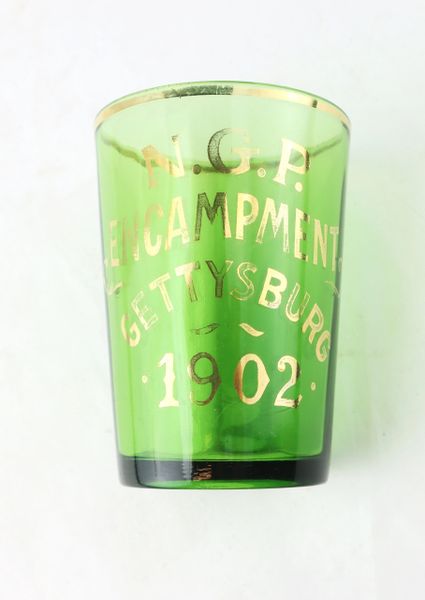 N.G.P.
ENCAMPMENT
GETTYSBURG
1902